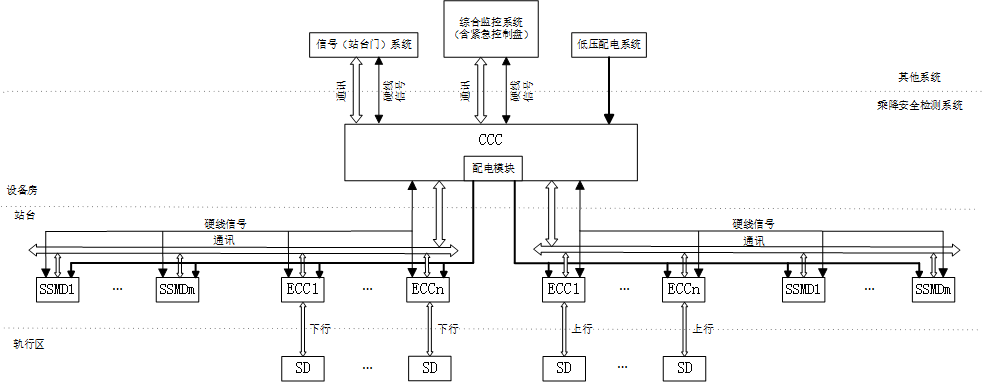 综合监控系统
（含紧急控制盘）
信号（站台门）系统
低压配电系统
其他系统
通讯
硬线
信号
通讯
硬线
信号
乘降安全检测系统
CCC
配电模块
设备房
站台
硬线信号
硬线信号
通讯
通讯
SSMD1
...
SSMDm
ECC1
...
ECCn
ECC1
...
ECCn
SSMD1
...
SSMDm
下行
下行
上行
上行
轨行区
SD
...
SD
SD
...
SD